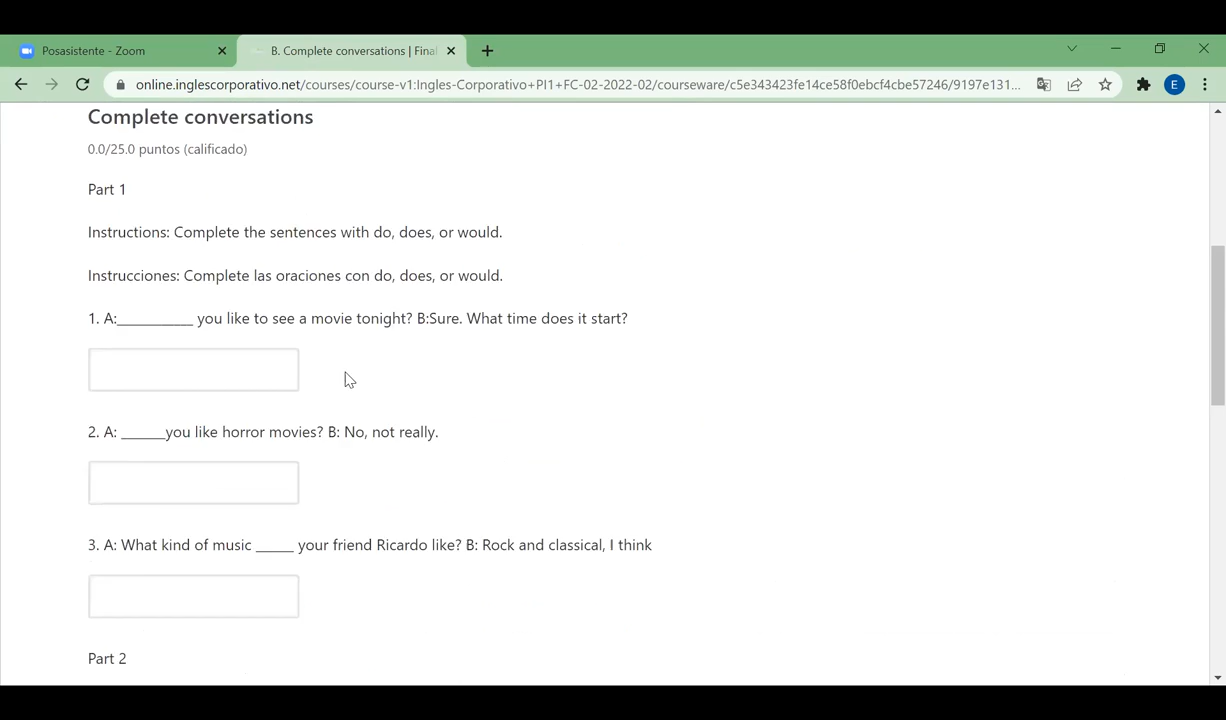 Posasistente - Zoom
B. Complete conversations | Final
online.inglescorporativo.net/courses/course-v1:Ingles-Corporativo+PI1+FC-02-2022-02/courseware/c5e343423fe14ce58f0ebcf4cbe57246/9197e131...
E
Complete conversations
0.0/25.0 puntos (calificado)
Part 1
Instructions: Complete the sentences with do, does, or would.
Instrucciones: Complete las oraciones con do, does, or would.
1. A:___________ you like to see a movie tonight? B:Sure. What time does it start?
2. A: ______you like horror movies? B: No, not really.
3. A: What kind of music _____ your friend Ricardo like? B: Rock and classical, I think
Part 2